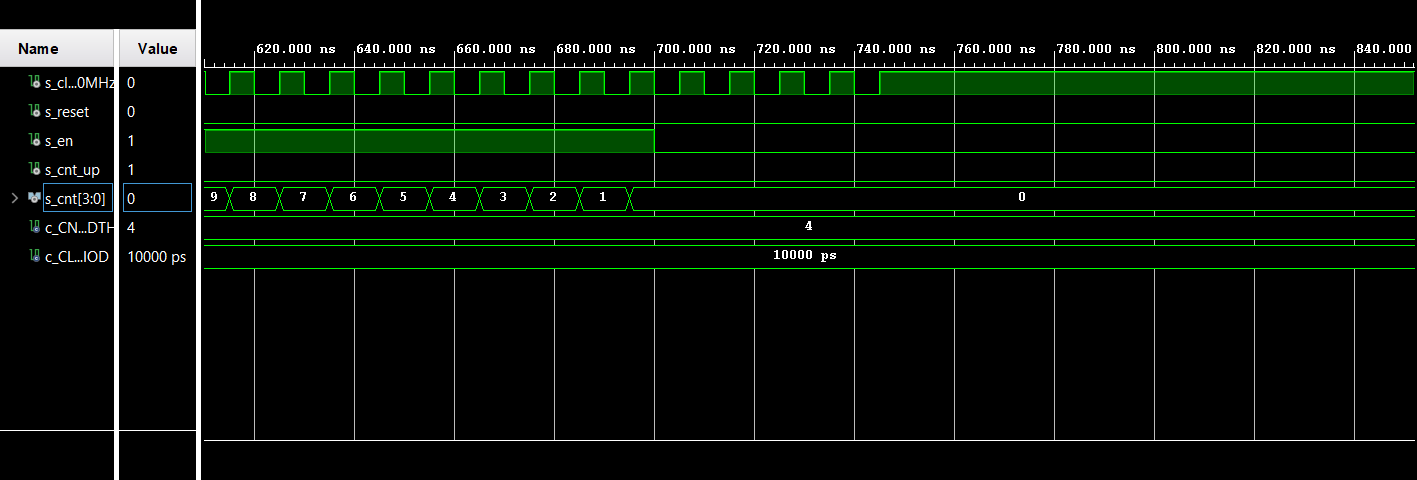 Name Value
620.000 ns 640.000 ns 660.000 ns 680.000 ns 700.000 ns 720.000 ns 740.000 ns 760.000 ns 780.000 ns 800.000 ns 820.000 ns 840.000
s_cl...0MHz 0
s_reset 0
s_en 1
s_cnt_up 1
s_cnt[3:0] 0 9 8 7 6 5 4 3 2 1 0
c_CN...DTH 4 4
c_CL...IOD 10000 ps 10000 ps